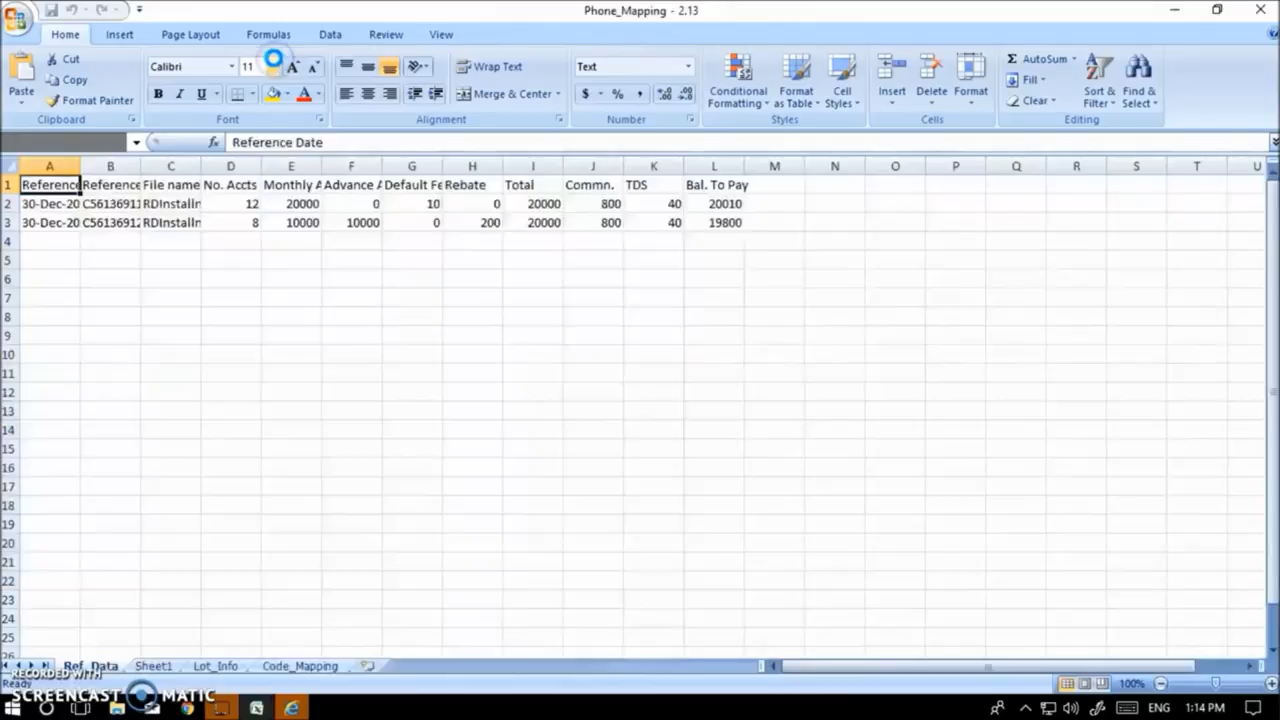 Phone_Mapping - 2.13
Home Insert Page Layout Formulas Data Review View
Paste
Cut
Copy
Format Painter
Clipboard
Calibri 11
B I U
Font
Wrap Text
Merge & Center
Alignment
Text
$ % ,
Number
Conditional Formatting
Format as Table
Cell Styles
Styles
Insert Delete Format
Cells
AutoSum
Fill
Clear
Sort & Filter
Find & Select
Editing
fx Reference Date
A B C D E F G H I J K L M N O P Q R S T U
1 Reference Reference File name No. Accts Monthly A Advance A Default Fe Rebate Total Commn. TDS Bal. To Pay
2 30-Dec-20 C5613691 RDInstalln 12 20000 0 10 0 20000 800 40 20010
3 30-Dec-20 C5613691 RDInstalln 8 10000 10000 0 200 20000 800 40 19800
4
5
6
7
8
9
10
11
12
13
14
15
16
17
18
19
20
21
22
23
24
25
Ref_Data Sheet1 Lot_Info Code_Mapping
RECORDED WITH
Ready
100%
SCREENCAST MATIC
ENG 1:14 PM